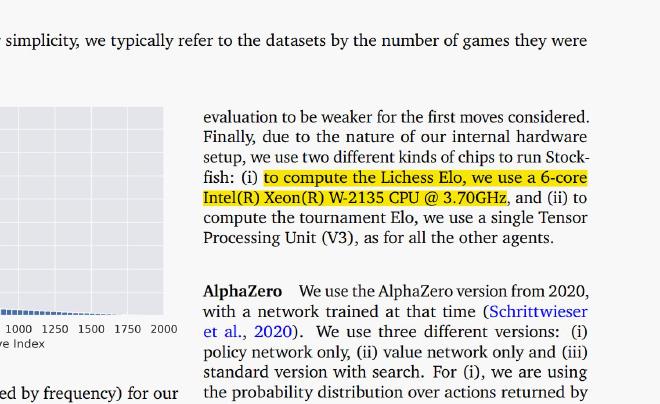 simplicity, we typically refer to the datasets by the number of games they were
1000 1250 1500 1750 2000
ve Index
ed by frequency) for our
evaluation to be weaker for the first moves considered.
Finally, due to the nature of our internal hardware
setup, we use two different kinds of chips to run Stock-
fish: (i) to compute the Lichess Elo, we use a 6-core
Intel(R) Xeon(R) W-2135 CPU @ 3.70GHz, and (ii) to
compute the tournament Elo, we use a single Tensor
Processing Unit (V3), as for all the other agents.
AlphaZero We use the AlphaZero version from 2020,
with a network trained at that time (Schrittwieser
et al., 2020). We use three different versions: (i)
policy network only, (ii) value network only and (iii)
standard version with search. For (i), we are using
the probability distribution over actions returned by